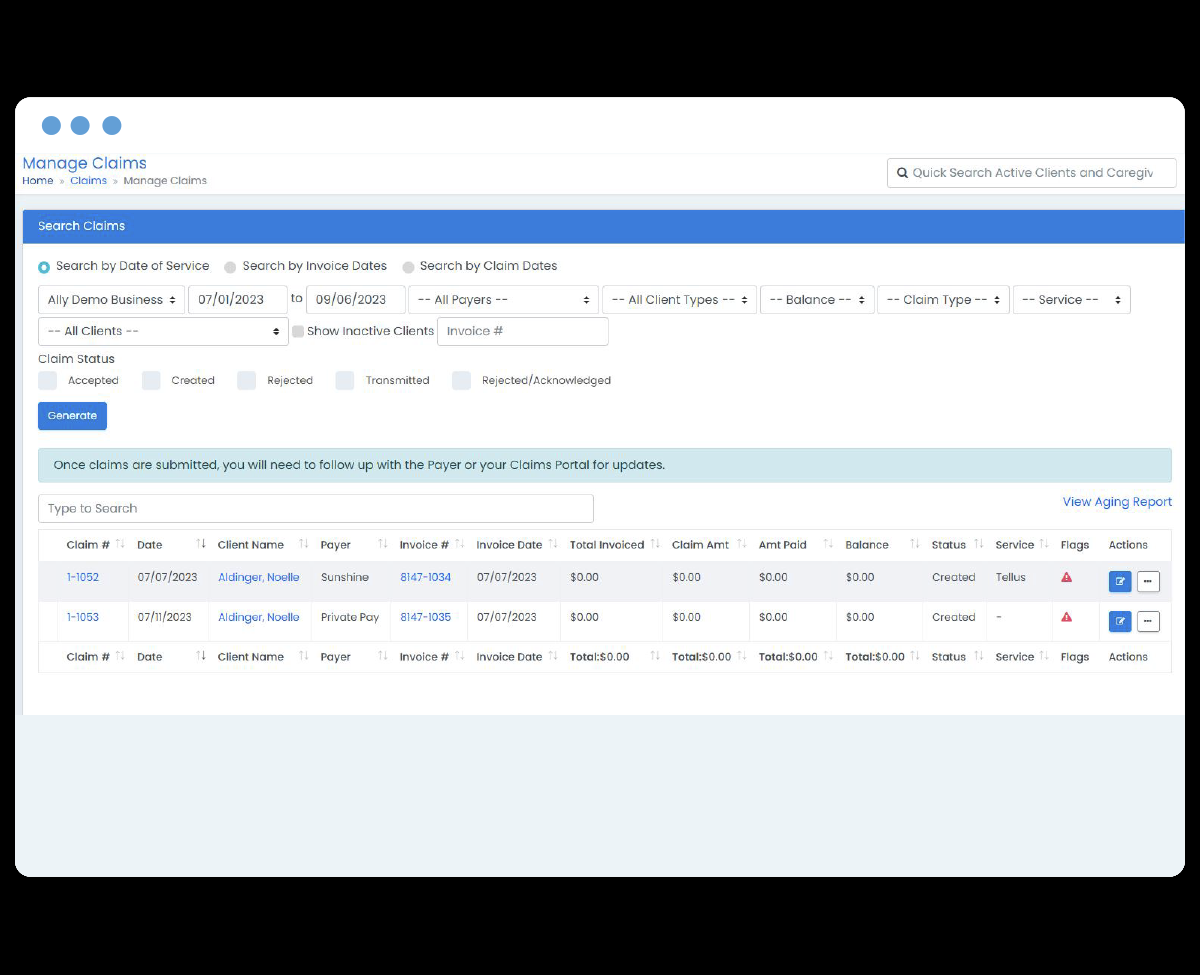 Manage Claims
Home » Claims » Manage Claims
Quick Search Active Clients and Caregiv
Search Claims
Search by Date of Service Search by Invoice Dates Search by Claim Dates
Ally Demo Business 07/01/2023 to 09/06/2023 -- All Payers -- -- All Client Types -- -- Balance -- -- Claim Type -- -- Service --
-- All Clients -- Show Inactive Clients Invoice #
Claim Status
Accepted Created Rejected Transmitted Rejected/Acknowledged
Generate
Once claims are submitted, you will need to follow up with the Payer or your Claims Portal for updates.
Type to Search View Aging Report
Claim # Date Client Name Payer Invoice # Invoice Date Total Invoiced Claim Amt Amt Paid Balance Status Service Flags Actions
1-1052 07/07/2023 Aldinger, Noelle Sunshine 8147-1034 07/07/2023 $0.00 $0.00 $0.00 $0.00 Created Tellus
1-1053 07/11/2023 Aldinger, Noelle Private Pay 8147-1035 07/07/2023 $0.00 $0.00 $0.00 $0.00 Created -
Claim # Date Client Name Payer Invoice # Invoice Date Total:$0.00 Total:$0.00 Total:$0.00 Total:$0.00 Status Service Flags Actions